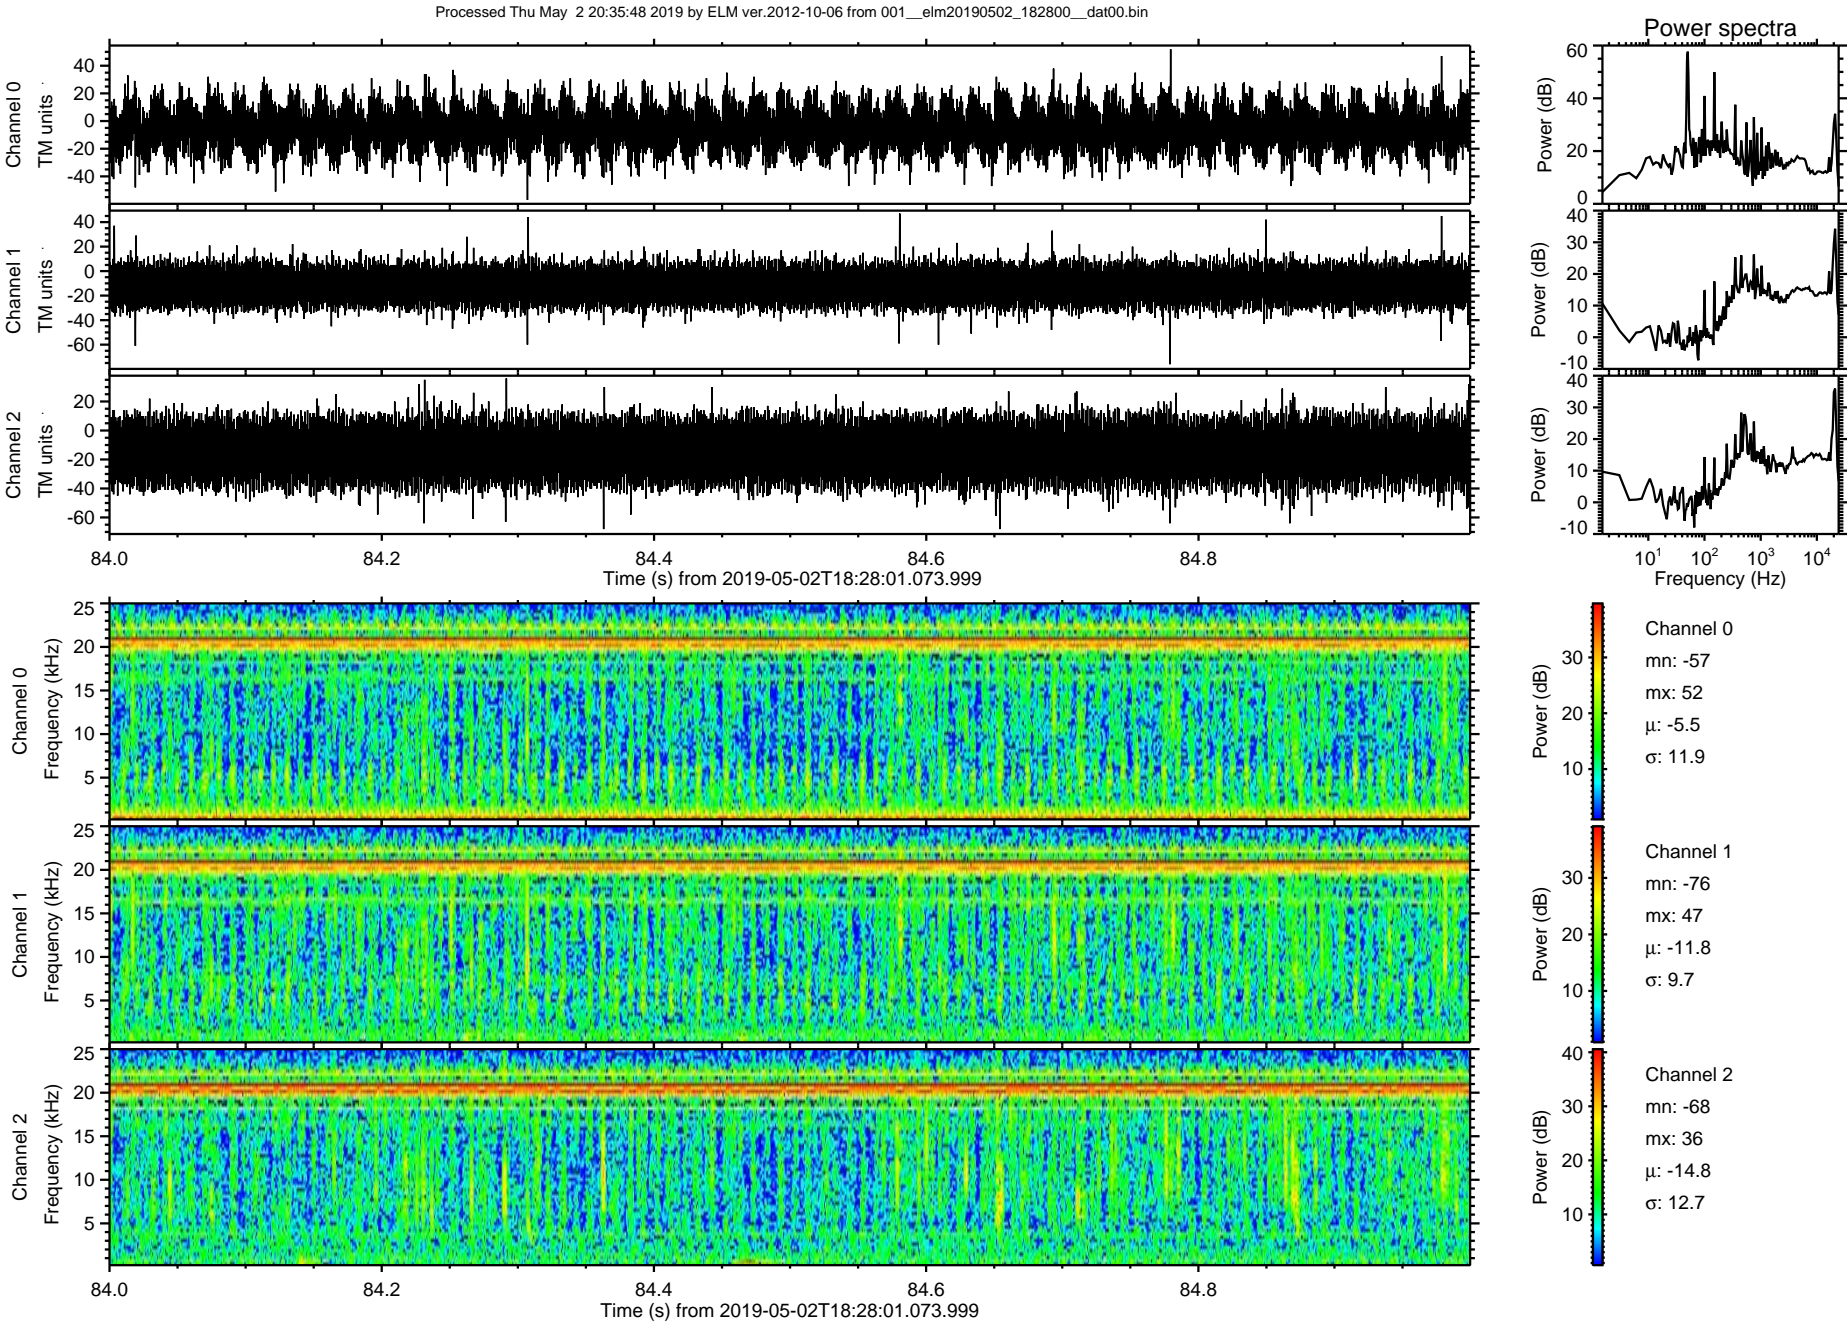 Processed Thu May  2 20:35:48 2019 by ELM ver.2012-10-06 from 001__elm20190502_182800__dat00.bin
Power spectra
Channel 0
TM units
40
20
0
-20
-40
Power (dB)
60
40
20
0
Channel 1
TM units
40
20
0
-20
-40
-60
Power (dB)
40
30
20
10
0
-10
Channel 2
TM units
20
0
-20
-40
-60
Power (dB)
40
30
20
10
0
-10
84.0 84.2 84.4 84.6 84.8
Time (s) from 2019-05-02T18:28:01.073.999
10¹ 10² 10³ 10⁴
Frequency (Hz)
Channel 0
Frequency (kHz)
25
20
15
10
5
Power (dB)
30
20
10
Channel 0
mn: -57
mx: 52
μ: -5.5
σ: 11.9
Channel 1
Frequency (kHz)
25
20
15
10
5
Power (dB)
30
20
10
Channel 1
mn: -76
mx: 47
μ: -11.8
σ: 9.7
Channel 2
Frequency (kHz)
25
20
15
10
5
Power (dB)
40
30
20
10
Channel 2
mn: -68
mx: 36
μ: -14.8
σ: 12.7
84.0 84.2 84.4 84.6 84.8
Time (s) from 2019-05-02T18:28:01.073.999